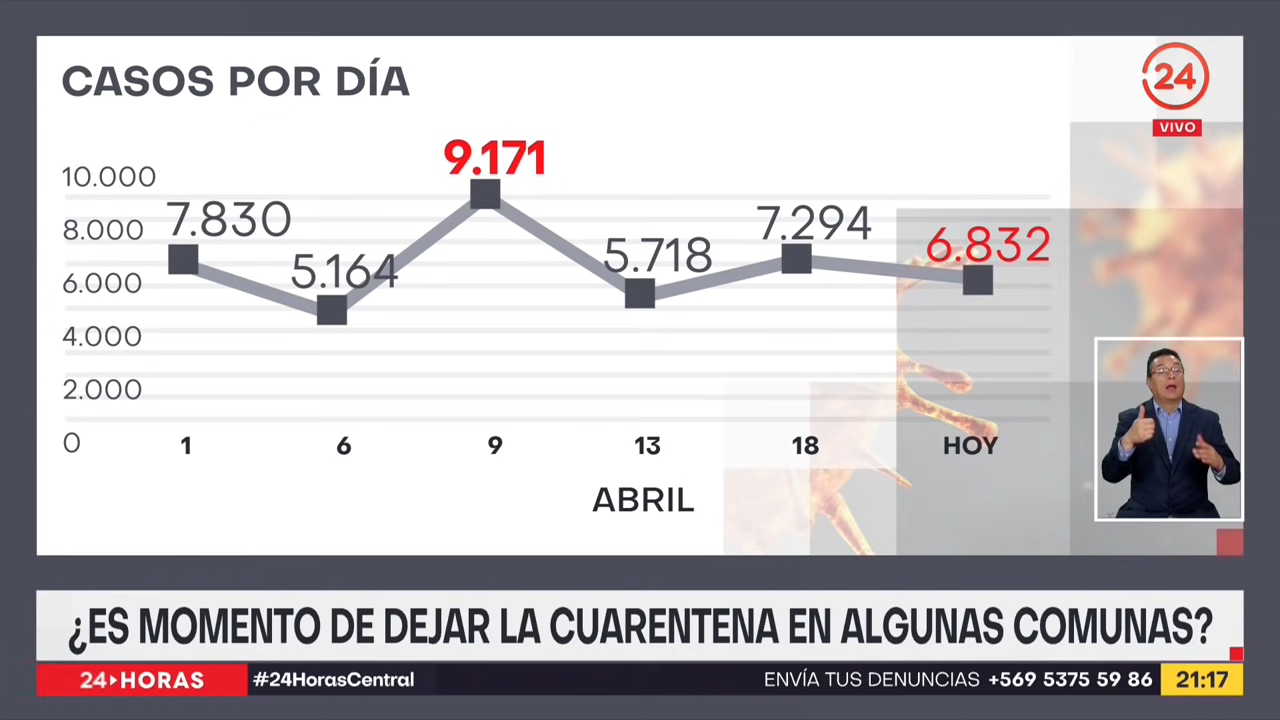 CASOS POR DÍA
24
VIVO
10.000
8.000
6.000
4.000
2.000
0
7.830
5.164
9.171
5.718
7.294
6.832
1
6
9
13
18
HOY
ABRIL
¿ES MOMENTO DE DEJAR LA CUARENTENA EN ALGUNAS COMUNAS?
24 HORAS
#24HorasCentral
ENVÍA TUS DENUNCIAS +569 5375 59 86
21:17